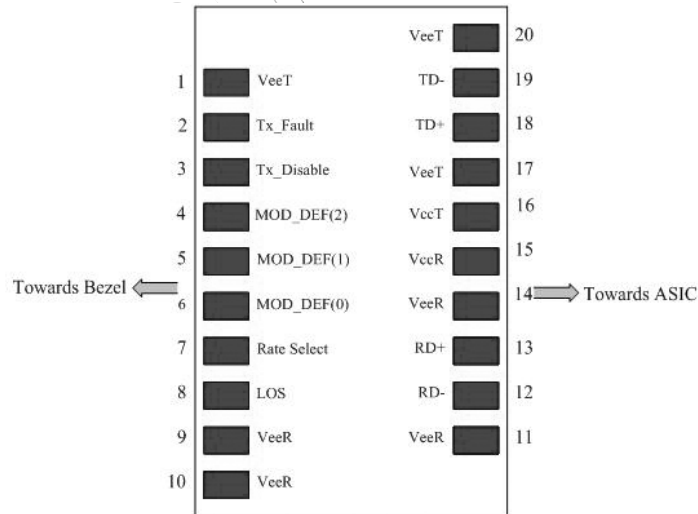 VeeT 20
1 VeeT TD- 19
2 Tx_Fault TD+ 18
3 Tx_Disable VeeT 17
4 MOD_DEF(2) VccT 16
5 MOD_DEF(1) VccR 15
Towards Bezel
6 MOD_DEF(0) VeeR 14
Towards ASIC
7 Rate Select RD+ 13
8 LOS RD- 12
9 VeeR VeeR 11
10 VeeR